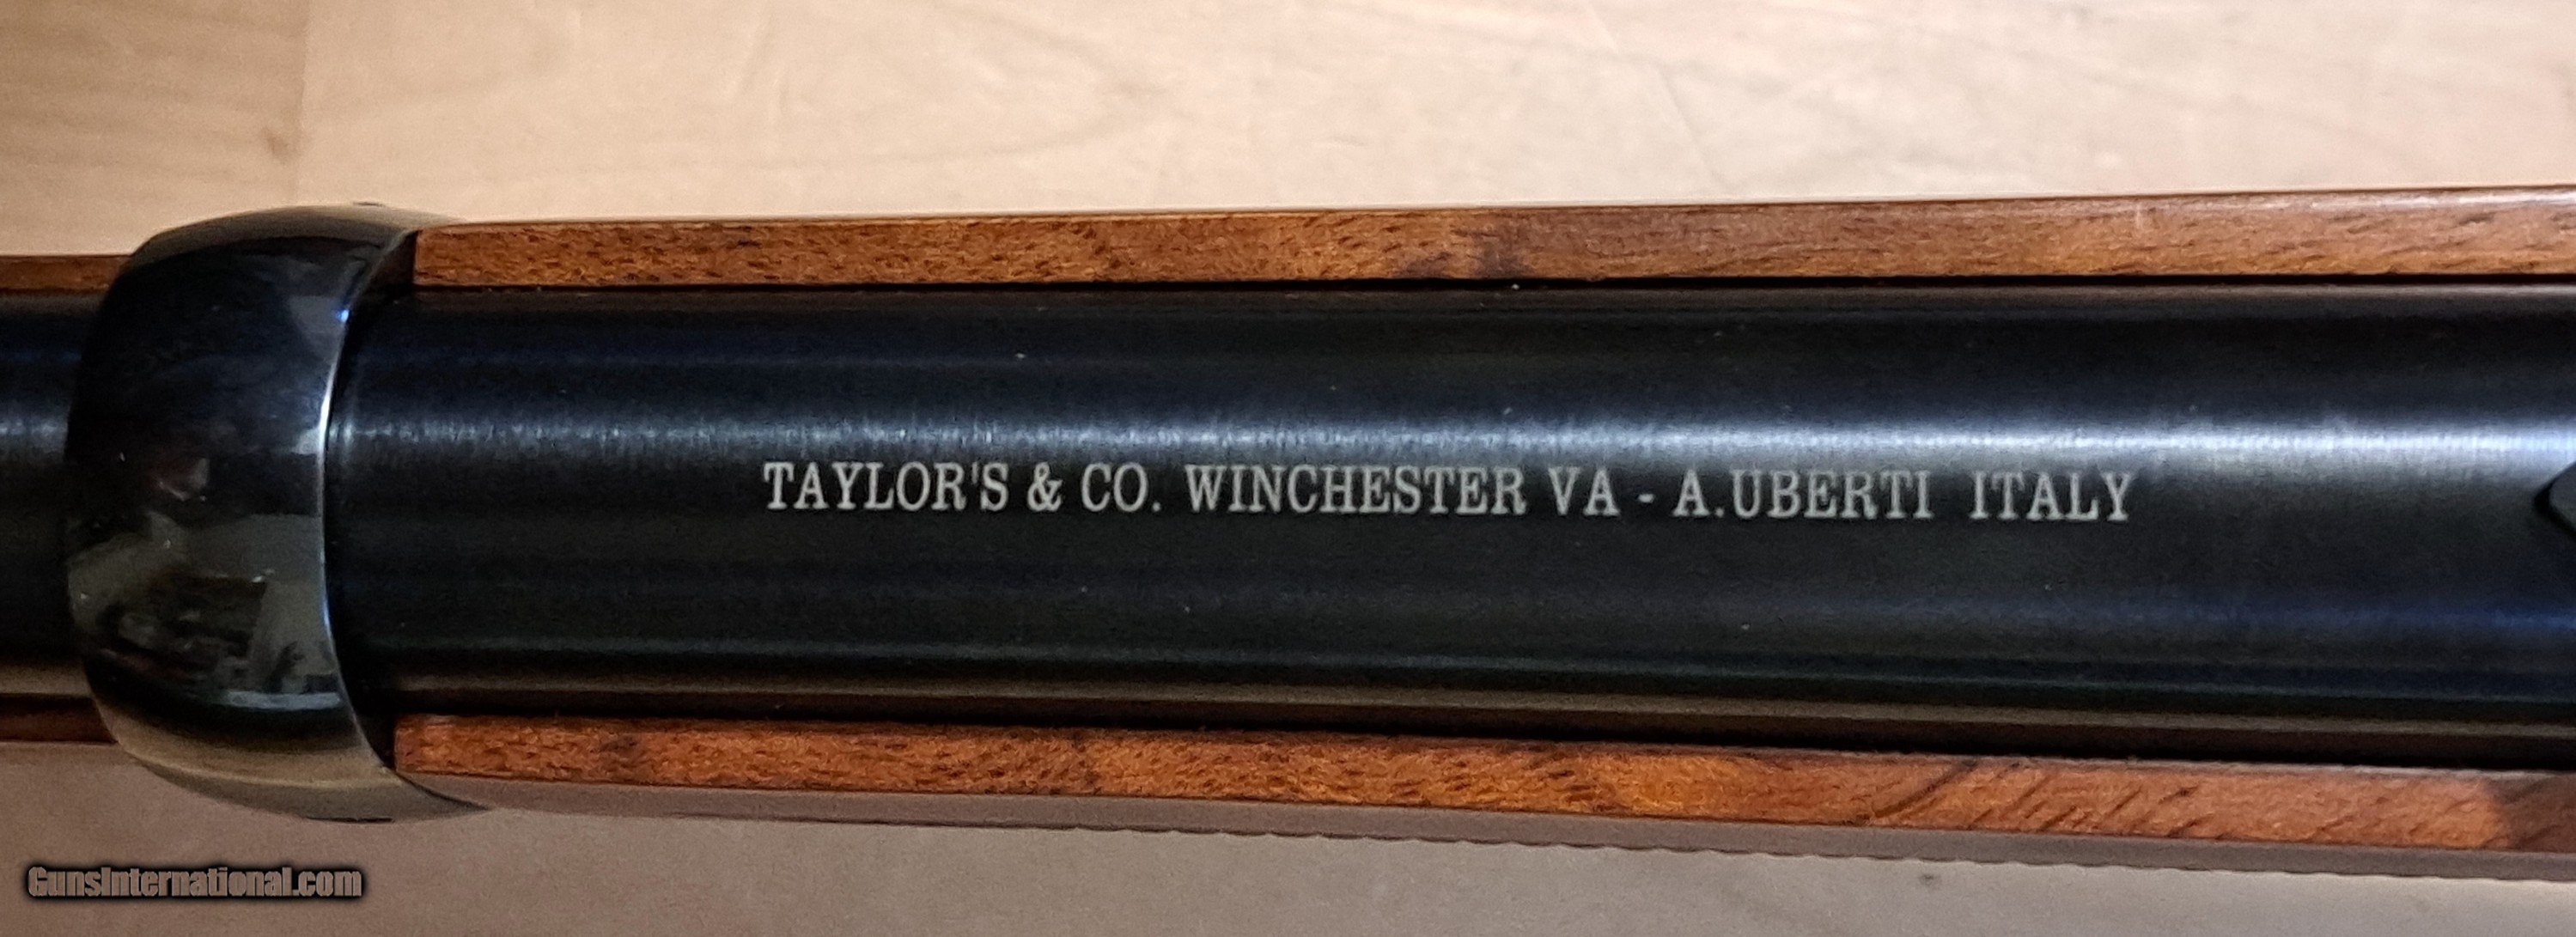 TAYLOR'S & CO. WINCHESTER VA - A.UBERTI ITALY
GunsInternational.com